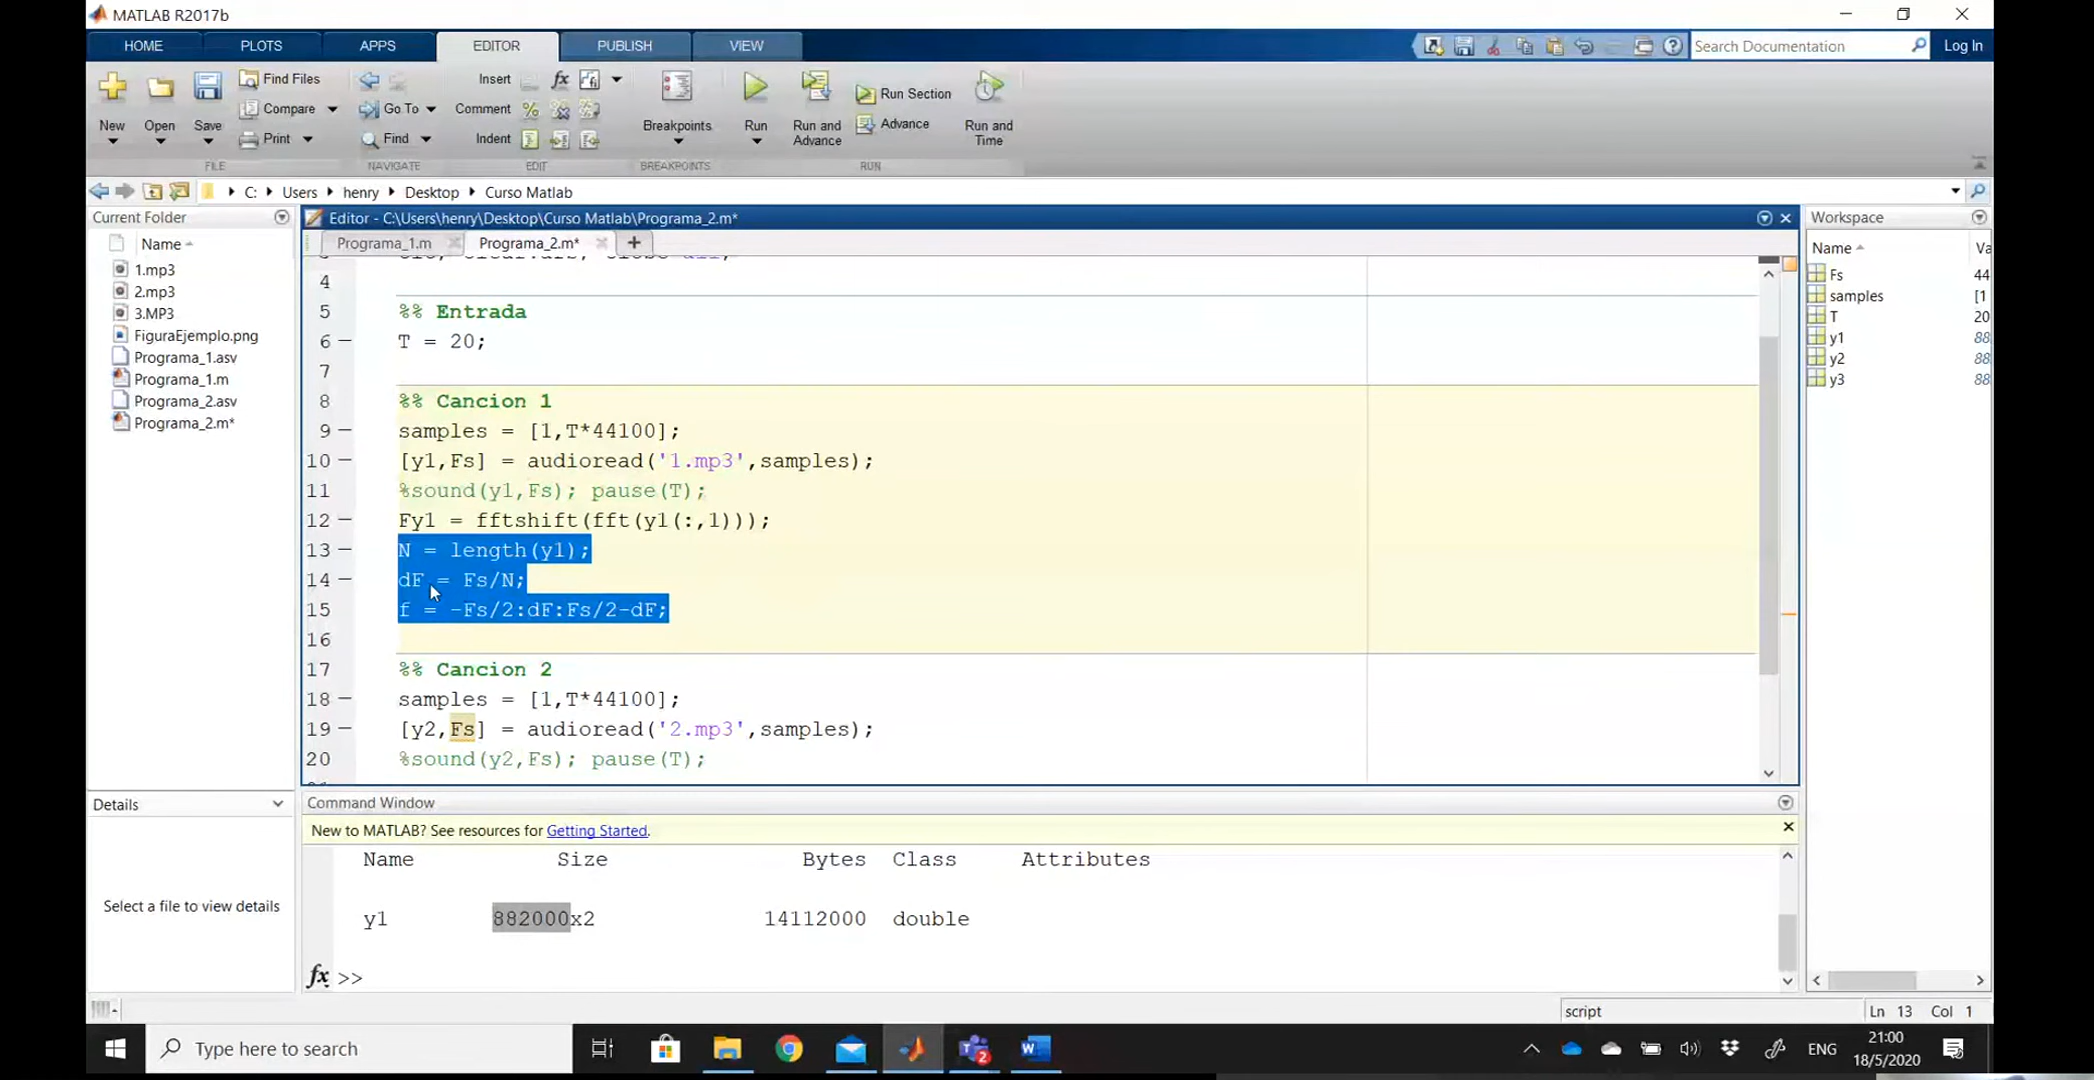 MATLAB R2017b
HOME PLOTS APPS EDITOR PUBLISH VIEW
Search Documentation Log In
New Open Save
Find Files
Compare
Print
FILE
Go To
Find
NAVIGATE
Insert fx
Comment
Indent
EDIT
Breakpoints
BREAKPOINTS
Run
Run and Advance
Run Section
Advance
Run and Time
RUN
C: Users henry Desktop Curso Matlab
Current Folder
Name
1.mp3
2.mp3
3.MP3
FiguraEjemplo.png
Programa_1.asv
Programa_1.m
Programa_2.asv
Programa_2.m*
Details
Select a file to view details
Editor - C:\Users\henry\Desktop\Curso Matlab\Programa_2.m*
Programa_1.m Programa_2.m*
4
5 %% Entrada
6 T = 20;
7
8 %% Cancion 1
9 samples = [1,T*44100];
10 [y1,Fs] = audioread('1.mp3',samples);
11 %sound(y1,Fs); pause(T);
12 Fy1 = fftshift(fft(y1(:,1)));
13 N = length(y1);
14 dF = Fs/N;
15 f = -Fs/2:dF:Fs/2-dF;
16
17 %% Cancion 2
18 samples = [1,T*44100];
19 [y2,Fs] = audioread('2.mp3',samples);
20 %sound(y2,Fs); pause(T);
Command Window
New to MATLAB? See resources for Getting Started.
Name Size Bytes Class Attributes
y1 882000x2 14112000 double
fx >>
Workspace
Name
Fs 44
samples [1
T 20
y1 88
y2 88
y3 88
script Ln 13 Col 1
Type here to search
2
ENG
21:00
18/5/2020